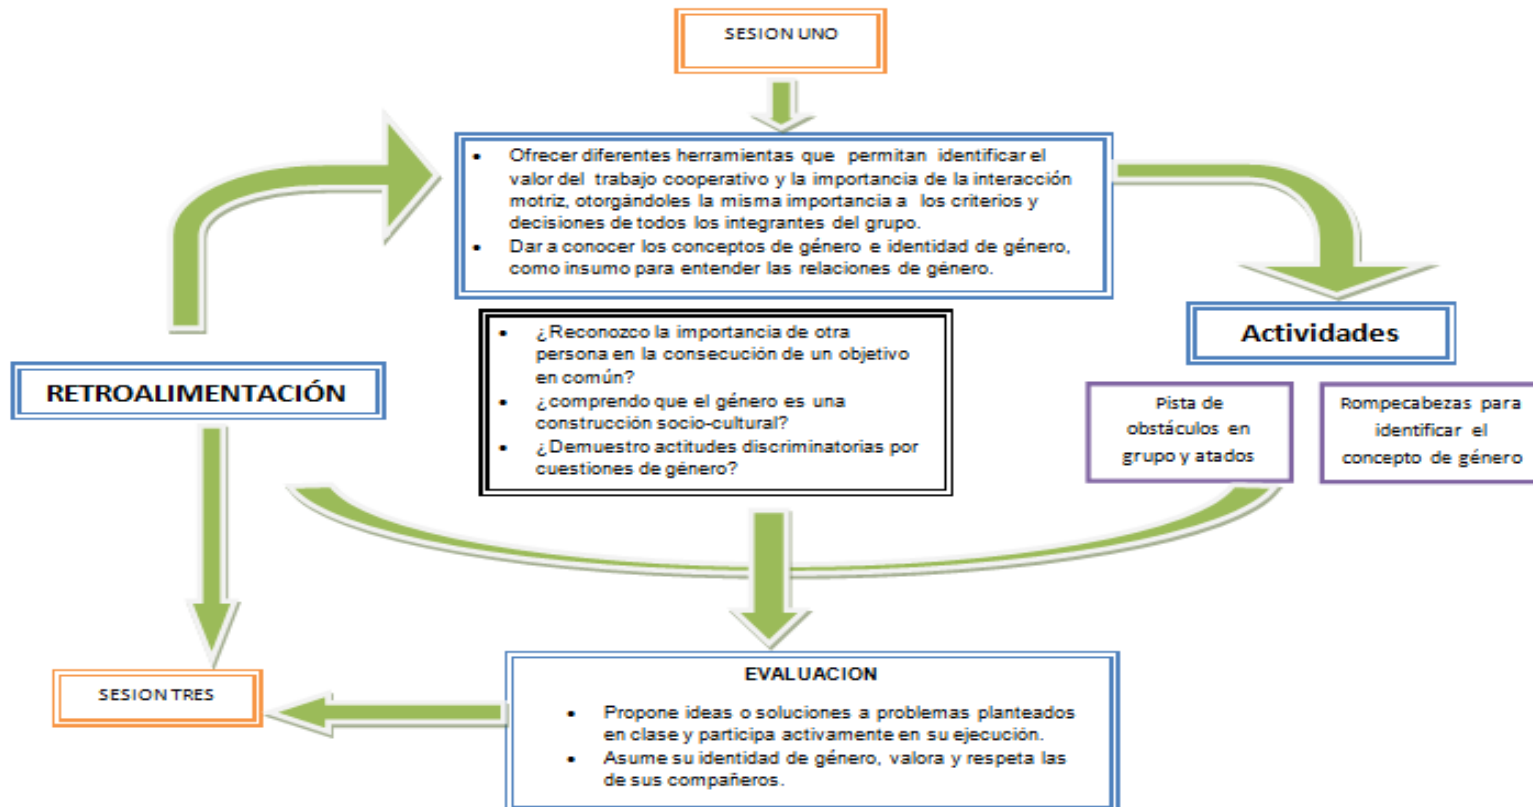 SESION UNO
• Ofrecer diferentes herramientas que permitan identificar el
valor del trabajo cooperativo y la importancia de la interacción
motriz, otorgándoles la misma importancia a los criterios y
decisiones de todos los integrantes del grupo.
• Dar a conocer los conceptos de género e identidad de género,
como insumo para entender las relaciones de género.
• ¿Reconozco la importancia de otra
persona en la consecución de un objetivo
en común?
• ¿comprendo que el género es una
construcción socio-cultural?
• ¿Demuestro actitudes discriminatorias por
cuestiones de género?
Actividades
RETROALIMENTACIÓN
Pista de
obstáculos en
grupo y atados
Rompecabezas para
identificar el
concepto de género
SESION TRES
EVALUACION
• Propone ideas o soluciones a problemas planteados
en clase y participa activamente en su ejecución.
• Asume su identidad de género, valora y respeta las
de sus compañeros.